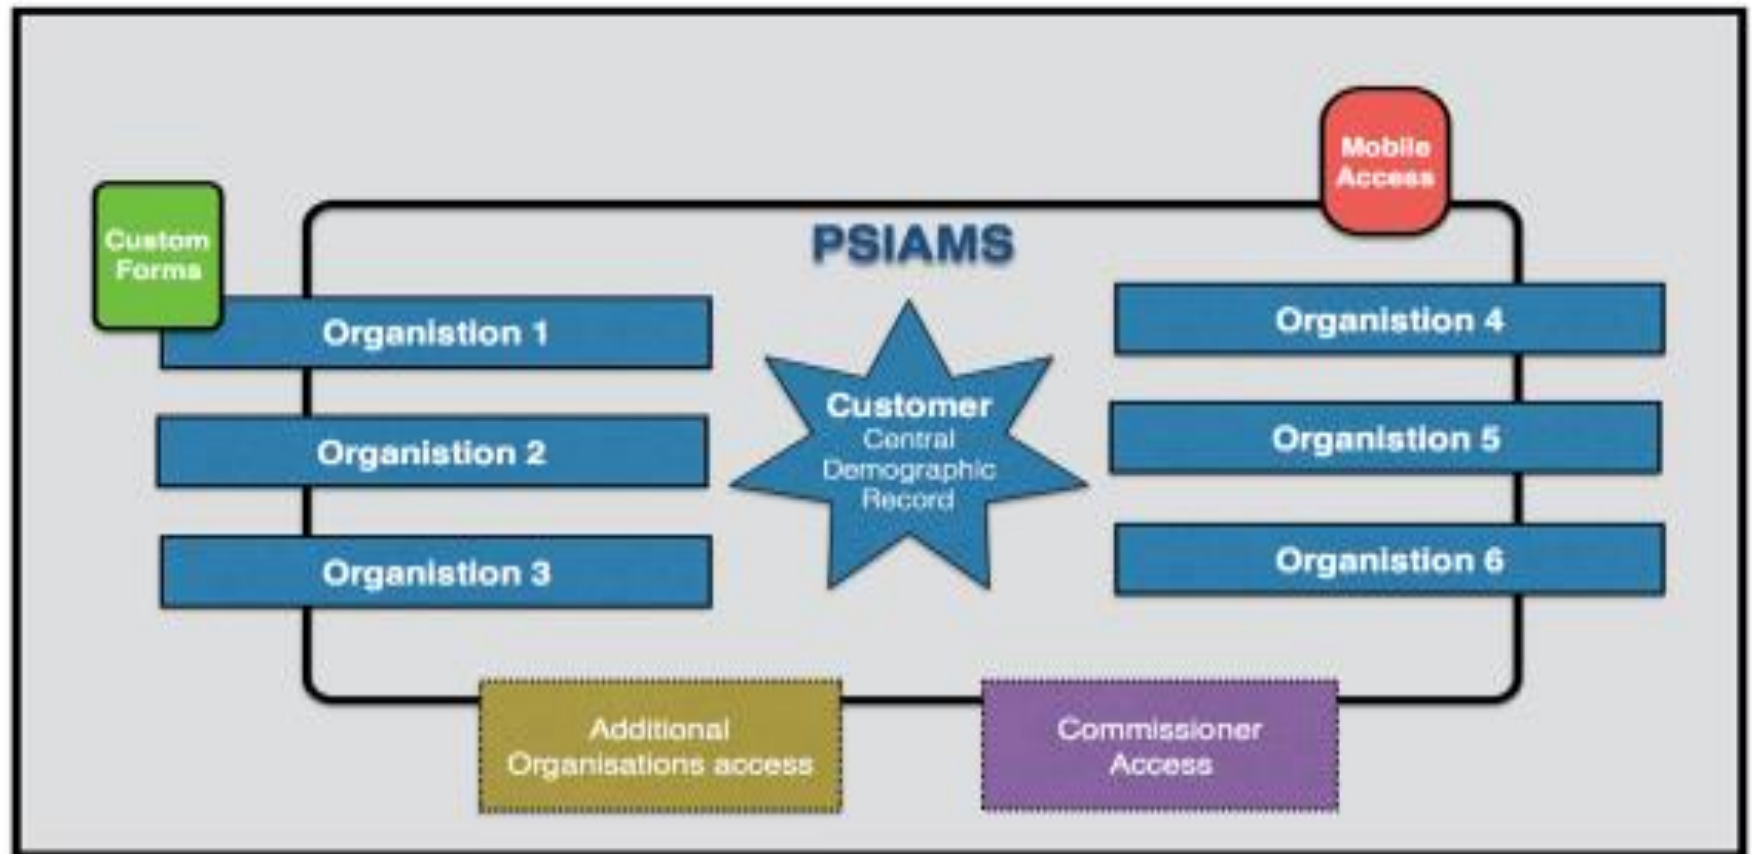 Mobile
Access
PSIAMS
Custom
Forms
Organistion 1
Organistion 2
Organistion 3
Customer
Central
Demographic
Record
Organistion 4
Organistion 5
Organistion 6
Additional
Organisations access
Commissioner
Access